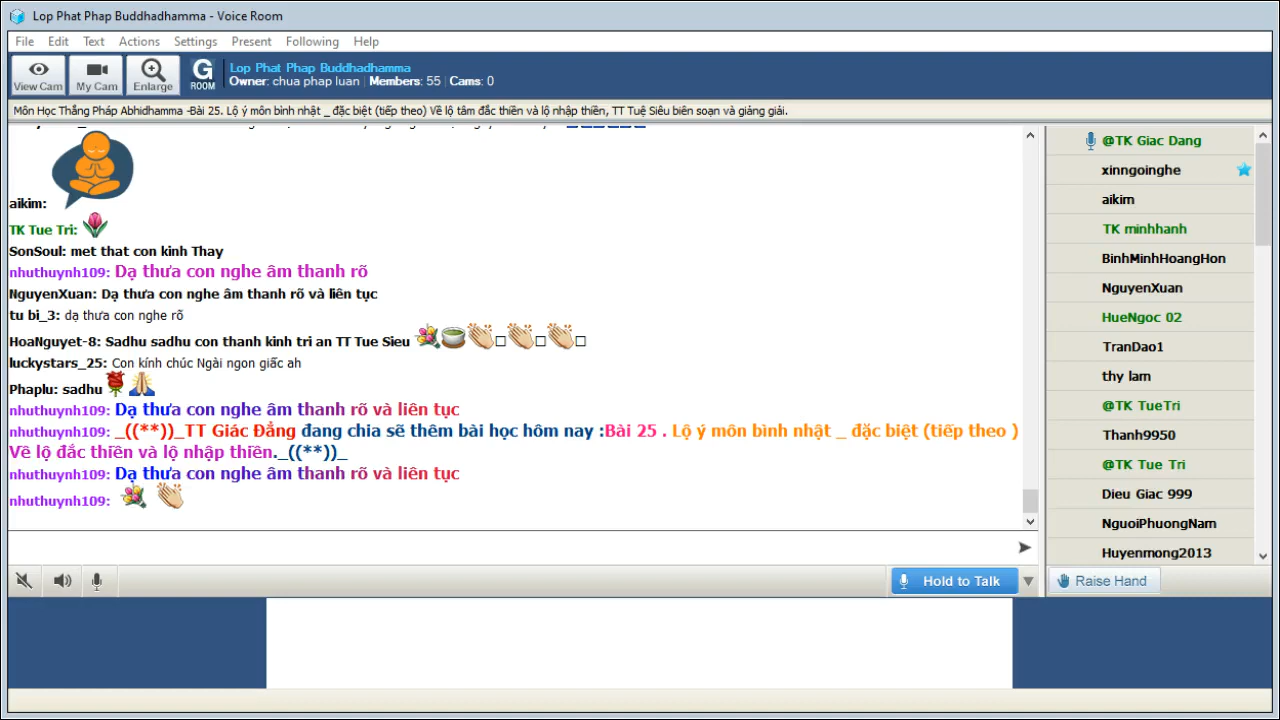 Lop Phat Phap Buddhadhamma - Voice Room
File Edit Text Actions Settings Present Following Help
View Cam My Cam Enlarge G ROOM
Lop Phat Phap Buddhadhamma
Owner: chua phap luan Members: 55 Cams: 0
Môn Học Thắng Pháp Abhidhamma -Bài 25. Lộ ý môn bình nhật _ đặc biệt (tiếp theo) Về lộ tâm đắc thiền và lộ nhập thiền, TT Tuệ Siêu biên soạn và giảng giải.
aikim:
TK Tue Tri:
SonSoul: met that con kinh Thay
nhuthuynh109: Dạ thưa con nghe âm thanh rõ
NguyenXuan: Dạ thưa con nghe âm thanh rõ và liên tục
tu bi_3: dạ thưa con nghe rõ
HoaNguyet-8: Sadhu sadhu con thanh kinh tri an TT Tue Sieu
luckystars_25: Con kính chúc Ngài ngon giấc ah
Phaplu: sadhu
nhuthuynh109: Dạ thưa con nghe âm thanh rõ và liên tục
nhuthuynh109: _((**))_TT Giác Đẳng đang chia sẽ thêm bài học hôm nay :Bài 25 . Lộ ý môn bình nhật _ đặc biệt (tiếp theo )
Về lộ đắc thiền và lộ nhập thiền._((**))_
nhuthuynh109: Dạ thưa con nghe âm thanh rõ và liên tục
nhuthuynh109:
@TK Giac Dang
xinngoinghe
aikim
TK minhhanh
BinhMinhHoangHon
NguyenXuan
HueNgoc 02
TranDao1
thy lam
@TK TueTri
Thanh9950
@TK Tue Tri
Dieu Giac 999
NguoiPhuongNam
Huyenmong2013
Hold to Talk
Raise Hand